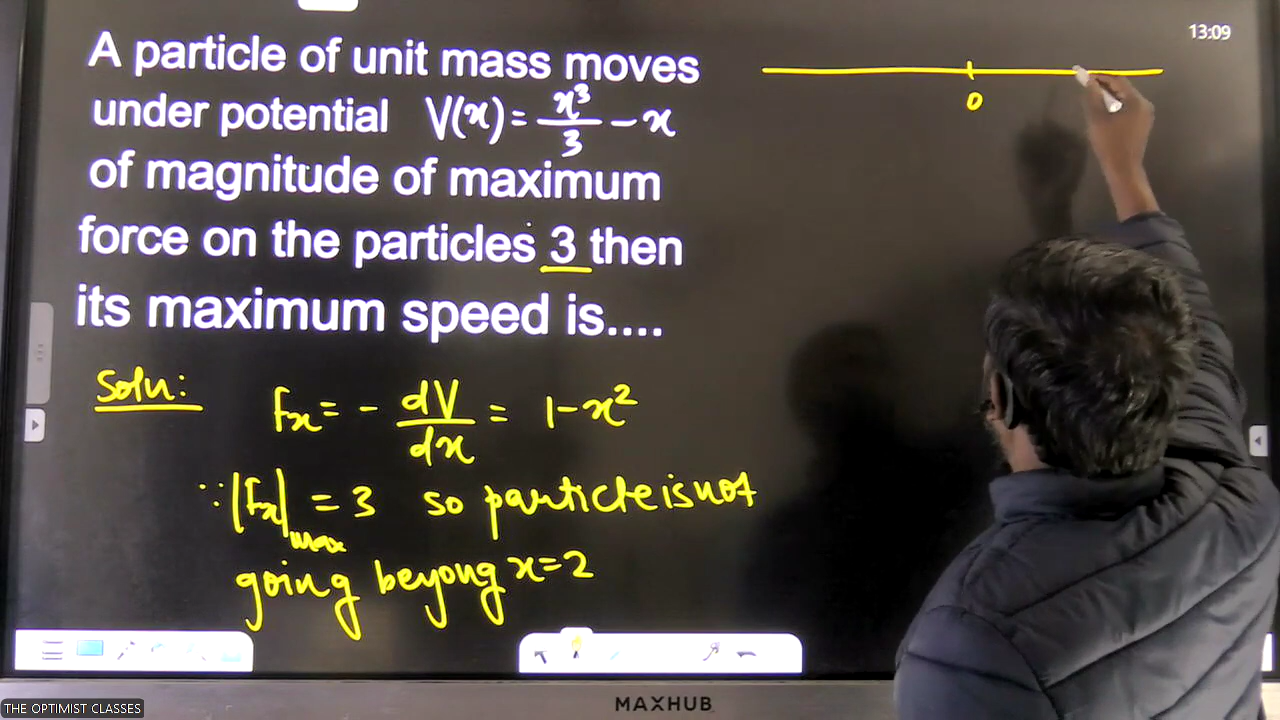 13:09
A particle of unit mass moves
under potential V(x) = x³/3 - x
of magnitude of maximum
force on the particles 3 then
its maximum speed is....
0
Soln:
Fx = - dV/dx = 1-x²
∵ |Fx|max = 3 so particle is not
going beyong x=2
MAXHUB
THE OPTIMIST CLASSES